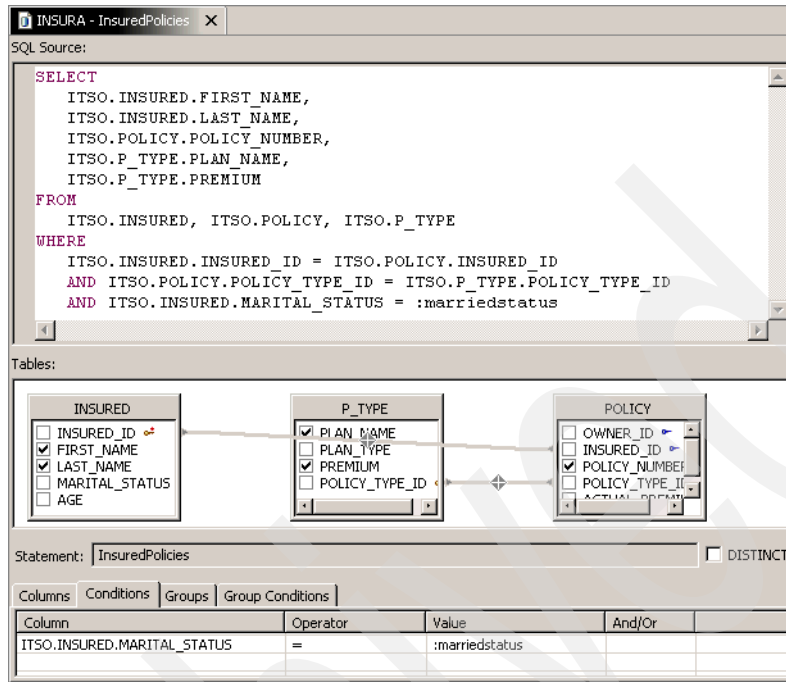 INSURA - InsuredPolicies X
SQL Source:
SELECT
ITSO.INSURED.FIRST_NAME,
ITSO.INSURED.LAST_NAME,
ITSO.POLICY.POLICY_NUMBER,
ITSO.P_TYPE.PLAN_NAME,
ITSO.P_TYPE.PREMIUM
FROM
ITSO.INSURED, ITSO.POLICY, ITSO.P_TYPE
WHERE
ITSO.INSURED.INSURED_ID = ITSO.POLICY.INSURED_ID
AND ITSO.POLICY.POLICY_TYPE_ID = ITSO.P_TYPE.POLICY_TYPE_ID
AND ITSO.INSURED.MARITAL_STATUS = :marriedstatus
Tables:
INSURED
INSURED_ID
FIRST_NAME
LAST_NAME
MARITAL_STATUS
AGE
P_TYPE
PLAN_NAME
PLAN_TYPE
PREMIUM
POLICY_TYPE_ID
POLICY
OWNER_ID
INSURED_ID
POLICY_NUMBER
POLICY_TYPE_ID
Statement: InsuredPolicies DISTINCT
Columns Conditions Groups Group Conditions
Column Operator Value And/Or
ITSO.INSURED.MARITAL_STATUS = :marriedstatus